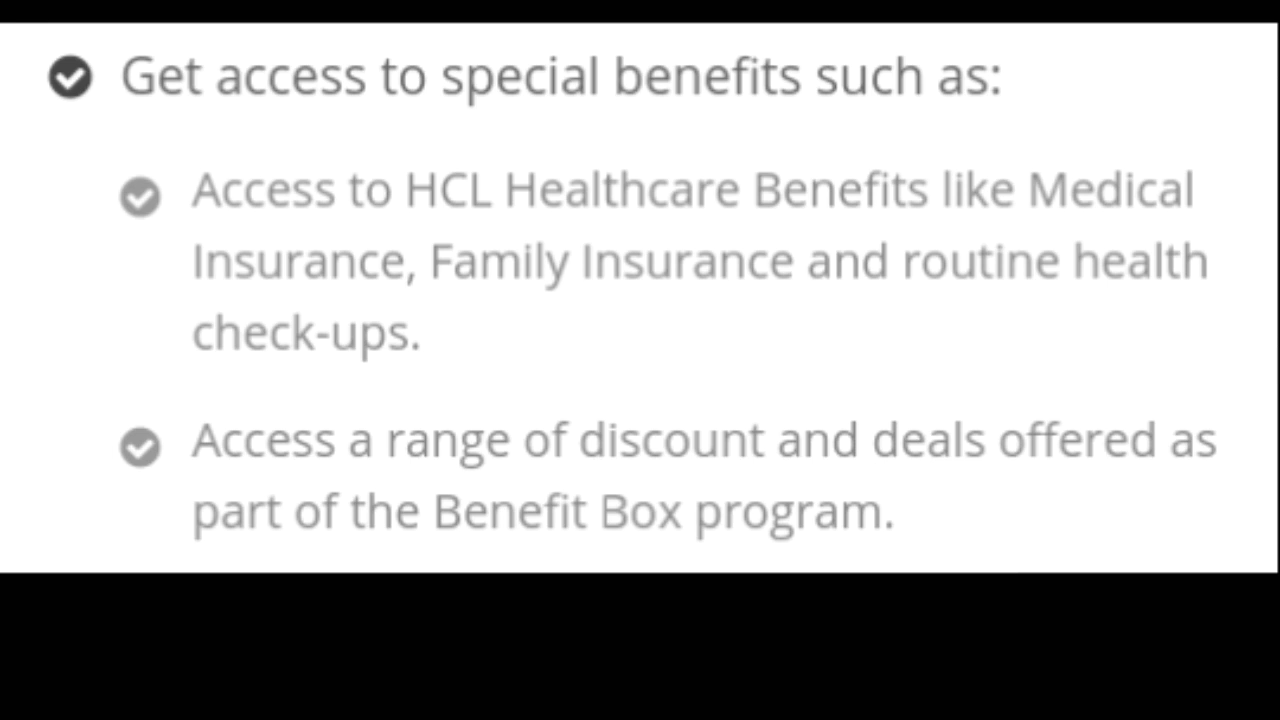 Get access to special benefits such as:
Access to HCL Healthcare Benefits like Medical
Insurance, Family Insurance and routine health
check-ups.
Access a range of discount and deals offered as
part of the Benefit Box program.